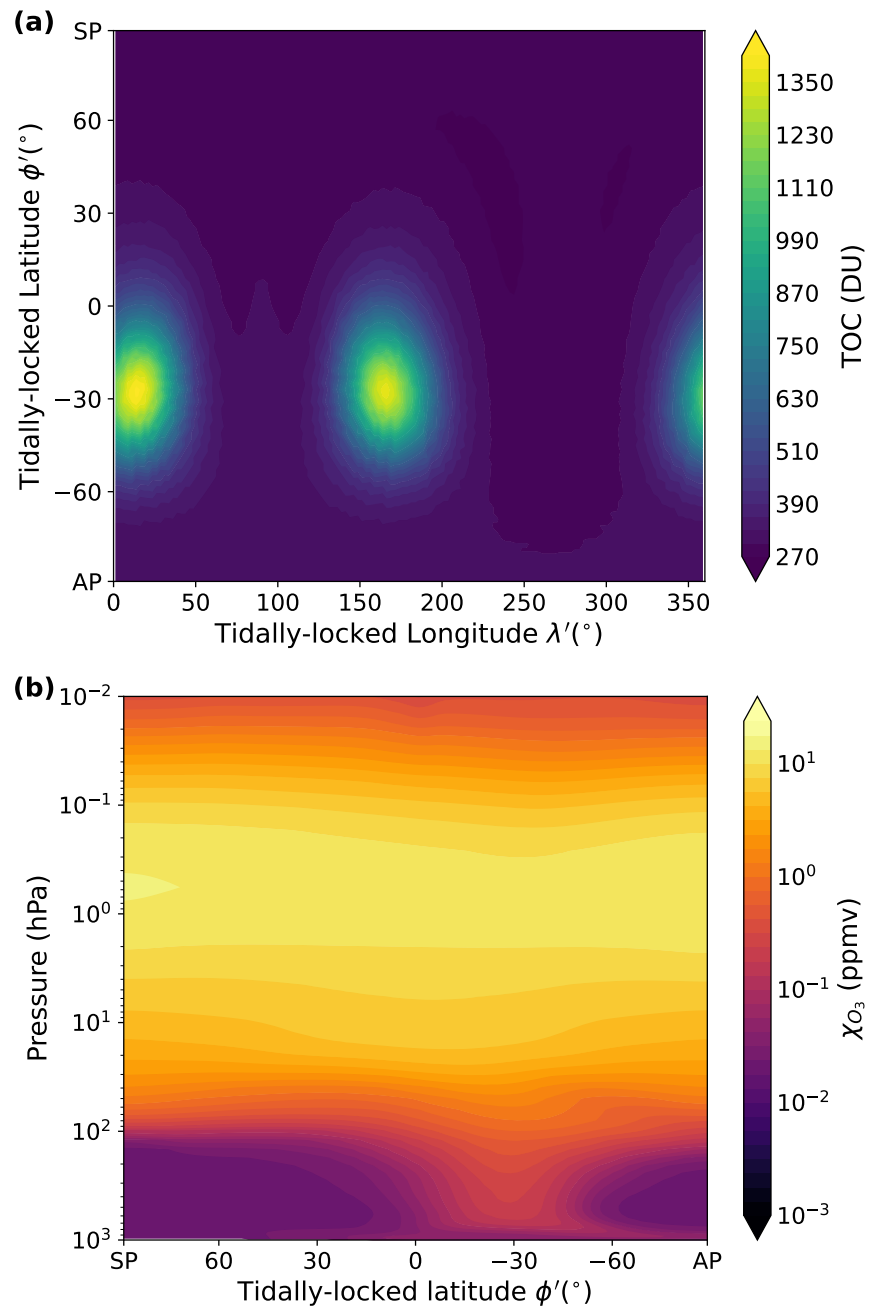 (a)
SP
60
30
0
−30
−60
AP
Tidally-locked Latitude ϕ′(°)
0 50 100 150 200 250 300 350
Tidally-locked Longitude λ′(°)
1350
1230
1110
990
870
750
630
510
390
270
TOC (DU)
(b)
10⁻²
10⁻¹
10⁰
10¹
10²
10³
Pressure (hPa)
SP 60 30 0 −30 −60 AP
Tidally-locked latitude ϕ′(°)
10¹
10⁰
10⁻¹
10⁻²
10⁻³
χO₃ (ppmv)